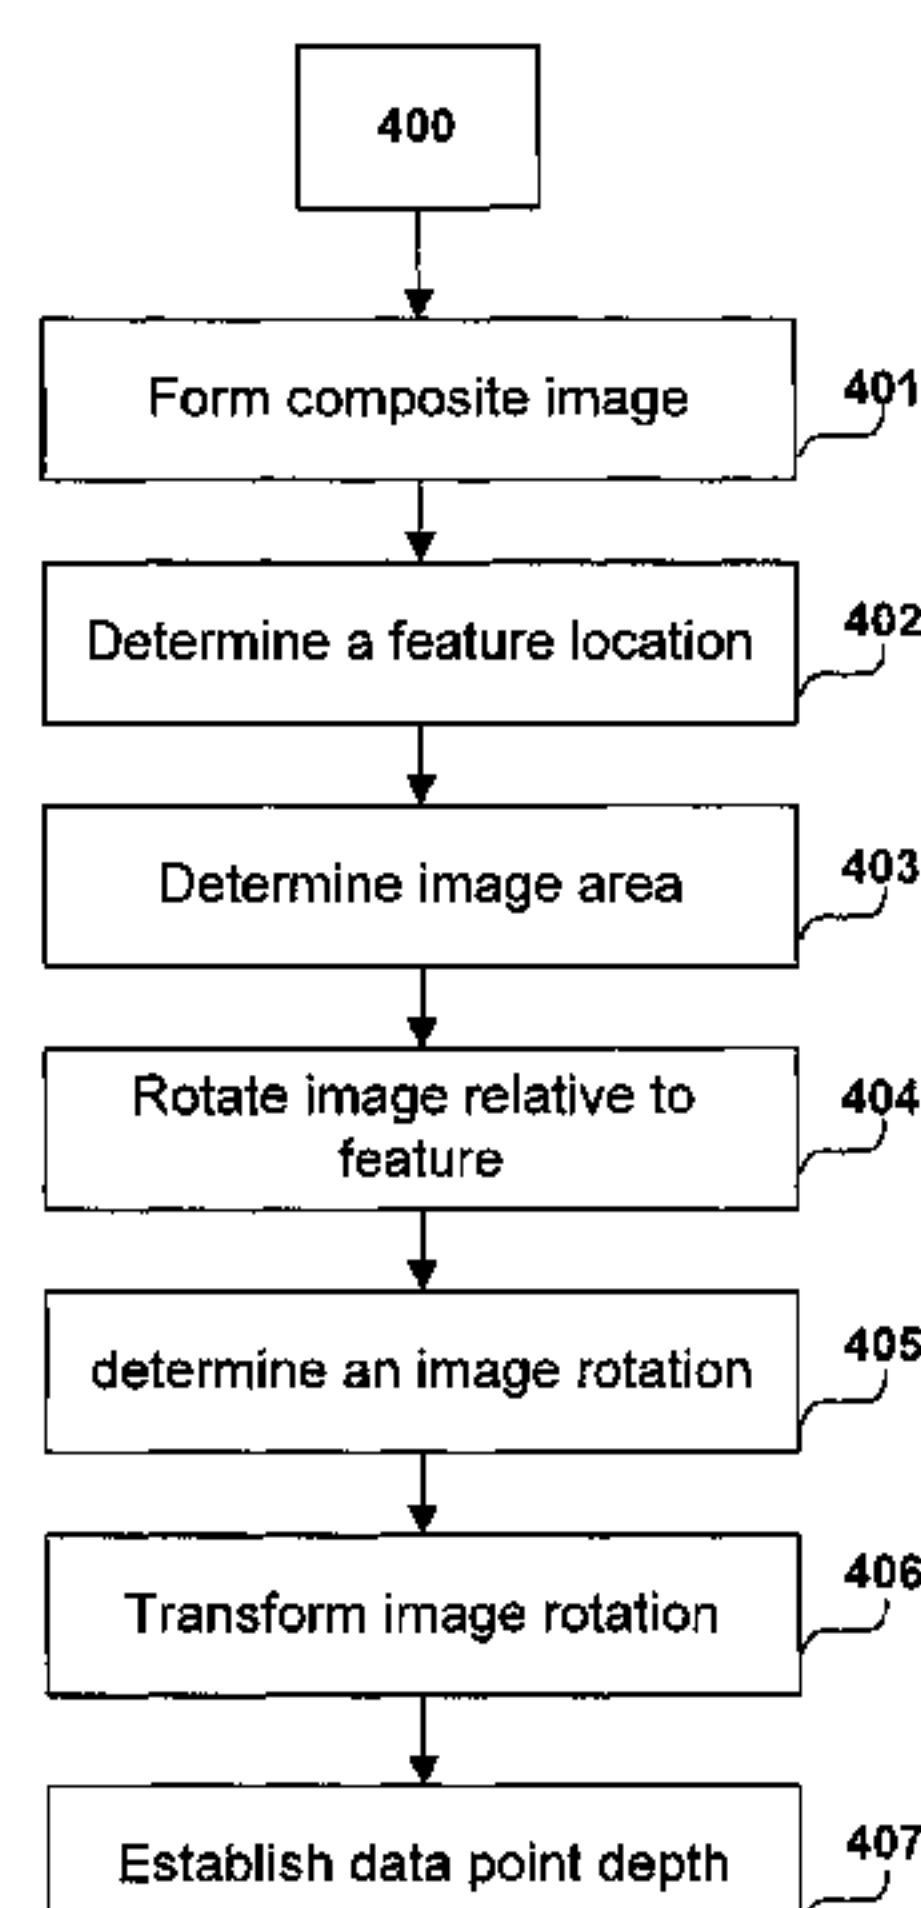 400
Form composite image
401
Determine a feature location
402
Determine image area
403
Rotate image relative to
feature
404
determine an image rotation
405
Transform image rotation
406
Establish data point depth
407